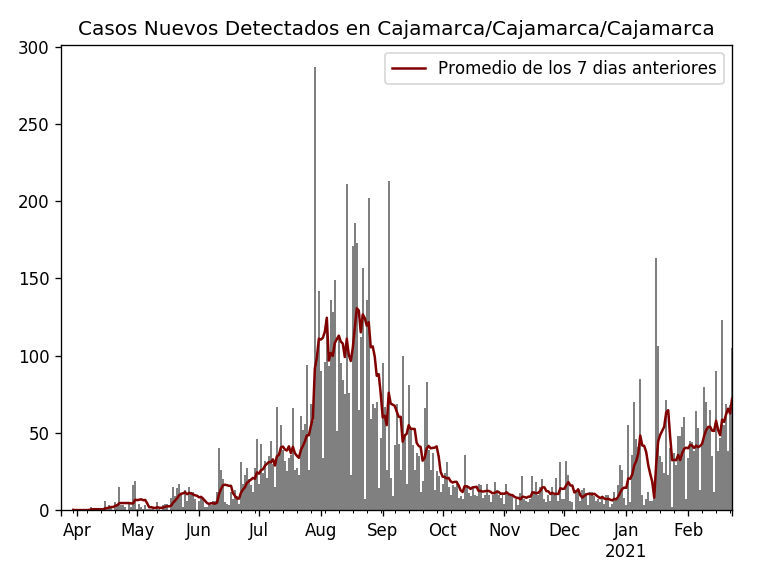 Casos Nuevos Detectados en Cajamarca/Cajamarca/Cajamarca
Promedio de los 7 dias anteriores
300
250
200
150
100
50
0
Apr May Jun Jul Aug Sep Oct Nov Dec Jan Feb
2021